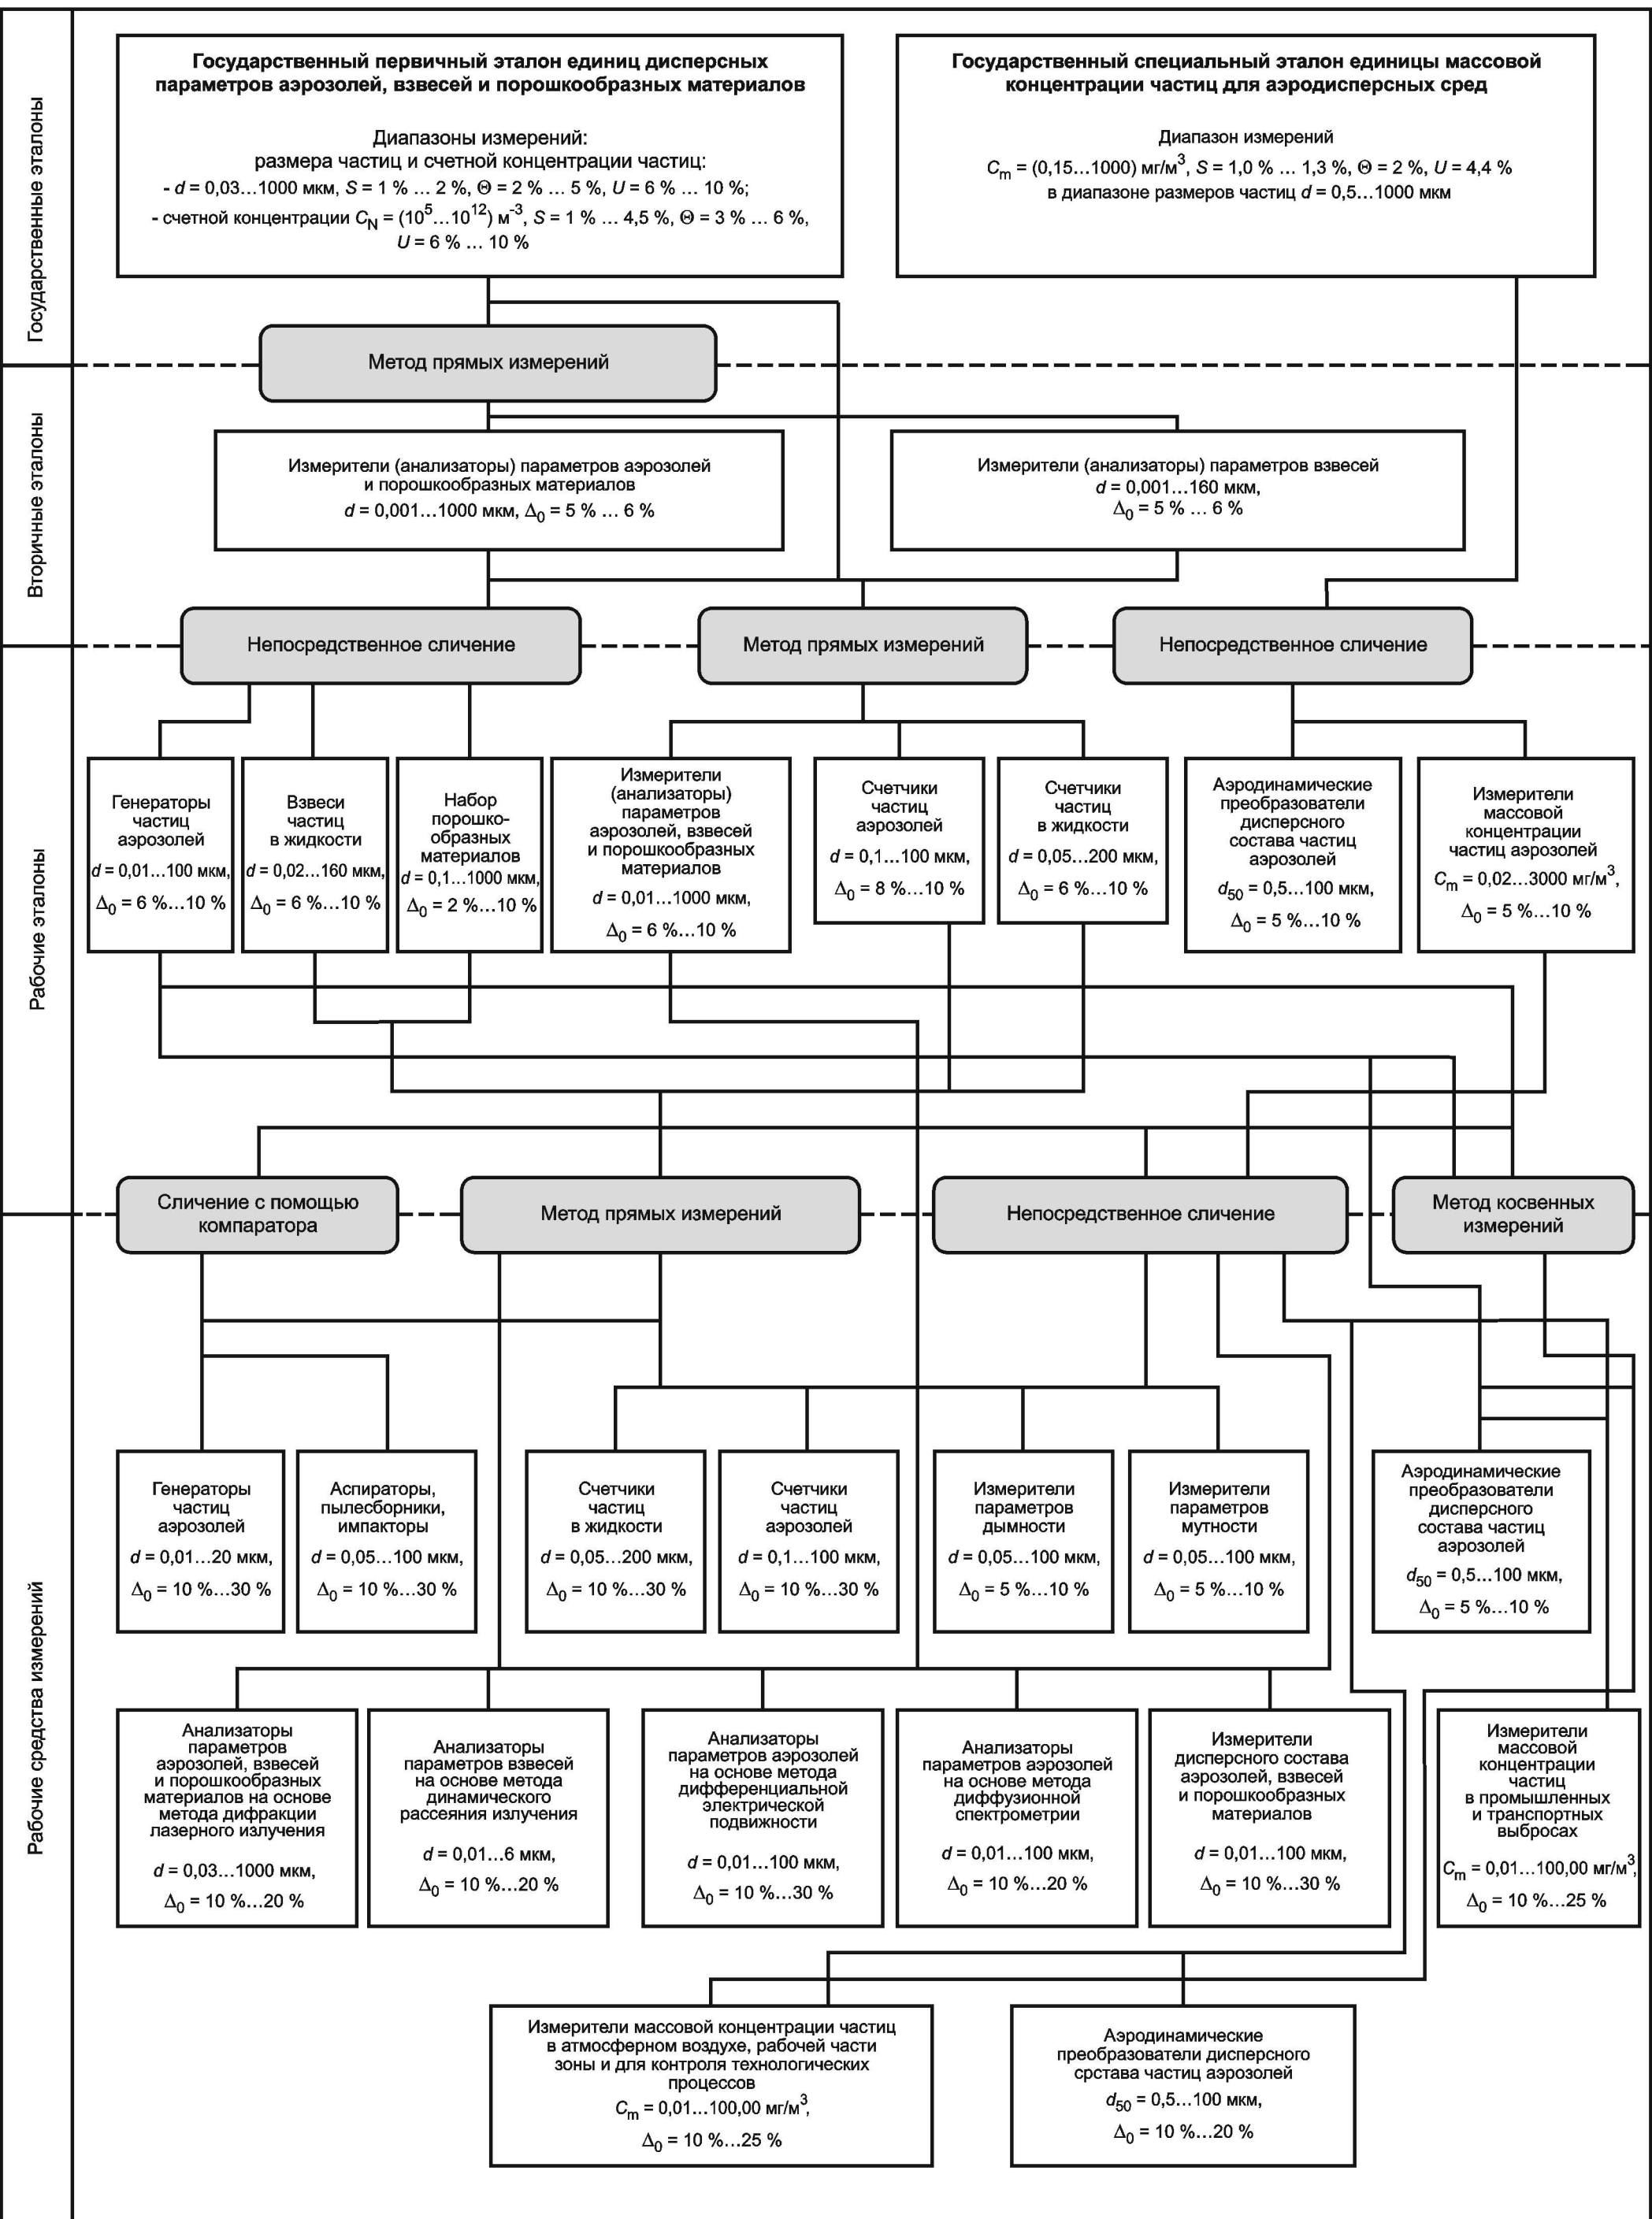 Государственные эталоны
Государственный первичный эталон единиц дисперсных
параметров аэрозолей, взвесей и порошкообразных материалов
Диапазоны измерений:
размера частиц и счетной концентрации частиц:
- d = 0,03...1000 мкм, S = 1 % ... 2 %, Θ = 2 % ... 5 %, U = 6 % ... 10 %;
- счетной концентрации C_N = (10⁵...10¹²) м⁻³, S = 1 % ... 4,5 %, Θ = 3 % ... 6 %,
U = 6 % ... 10 %
Государственный специальный эталон единицы массовой
концентрации частиц для аэродисперсных сред
Диапазон измерений
C_m = (0,15...1000) мг/м³, S = 1,0 % ... 1,3 %, Θ = 2 %, U = 4,4 %
в диапазоне размеров частиц d = 0,5...1000 мкм
Метод прямых измерений
Вторичные эталоны
Измерители (анализаторы) параметров аэрозолей
и порошкообразных материалов
d = 0,001...1000 мкм, Δ₀ = 5 % ... 6 %
Измерители (анализаторы) параметров взвесей
d = 0,001...160 мкм,
Δ₀ = 5 % ... 6 %
Непосредственное сличение
Метод прямых измерений
Непосредственное сличение
Рабочие эталоны
Генераторы
частиц
аэрозолей
d = 0,01...100 мкм,
Δ₀ = 6 %...10 %
Взвеси
частиц
в жидкости
d = 0,02...160 мкм,
Δ₀ = 6 %...10 %
Набор
порошко-
образных
материалов
d = 0,1...1000 мкм,
Δ₀ = 2 %...10 %
Измерители
(анализаторы)
параметров
аэрозолей, взвесей
и порошкообразных
материалов
d = 0,01...1000 мкм,
Δ₀ = 6 %...10 %
Счетчики
частиц
аэрозолей
d = 0,1...100 мкм,
Δ₀ = 8 %...10 %
Счетчики
частиц
в жидкости
d = 0,05...200 мкм,
Δ₀ = 6 %...10 %
Аэродинамические
преобразователи
дисперсного
состава частиц
аэрозолей
d₅₀ = 0,5...100 мкм,
Δ₀ = 5 %...10 %
Измерители
массовой
концентрации
частиц аэрозолей
C_m = 0,02...3000 мг/м³,
Δ₀ = 5 %...10 %
Сличение с помощью
компаратора
Метод прямых измерений
Непосредственное сличение
Метод косвенных
измерений
Рабочие средства измерений
Генераторы
частиц
аэрозолей
d = 0,01...20 мкм,
Δ₀ = 10 %...30 %
Аспираторы,
пылесборники,
импакторы
d = 0,05...100 мкм,
Δ₀ = 10 %...30 %
Счетчики
частиц
в жидкости
d = 0,05...200 мкм,
Δ₀ = 10 %...30 %
Счетчики
частиц
аэрозолей
d = 0,1...100 мкм,
Δ₀ = 10 %...30 %
Измерители
параметров
дымности
d = 0,05...100 мкм,
Δ₀ = 5 %...10 %
Измерители
параметров
мутности
d = 0,05...100 мкм,
Δ₀ = 5 %...10 %
Аэродинамические
преобразователи
дисперсного
состава частиц
аэрозолей
d₅₀ = 0,5...100 мкм,
Δ₀ = 5 %...10 %
Анализаторы
параметров
аэрозолей, взвесей
и порошкообразных
материалов на основе
метода дифракции
лазерного излучения
d = 0,03...1000 мкм,
Δ₀ = 10 %...20 %
Анализаторы
параметров взвесей
на основе метода
динамического
рассеяния излучения
d = 0,01...6 мкм,
Δ₀ = 10 %...20 %
Анализаторы
параметров аэрозолей
на основе метода
дифференциальной
электрической
подвижности
d = 0,01...100 мкм,
Δ₀ = 10 %...30 %
Анализаторы
параметров аэрозолей
на основе метода
диффузионной
спектрометрии
d = 0,01...100 мкм,
Δ₀ = 10 %...20 %
Измерители
дисперсного состава
аэрозолей, взвесей
и порошкообразных
материалов
d = 0,01...100 мкм,
Δ₀ = 10 %...30 %
Измерители
массовой
концентрации
частиц
в промышленных
и транспортных
выбросах
C_m = 0,01...100,00 мг/м³,
Δ₀ = 10 %...25 %
Измерители массовой концентрации частиц
в атмосферном воздухе, рабочей части
зоны и для контроля технологических
процессов
C_m = 0,01...100,00 мг/м³,
Δ₀ = 10 %...25 %
Аэродинамические
преобразователи дисперсного
срстава частиц аэрозолей
d₅₀ = 0,5...100 мкм,
Δ₀ = 10 %...20 %